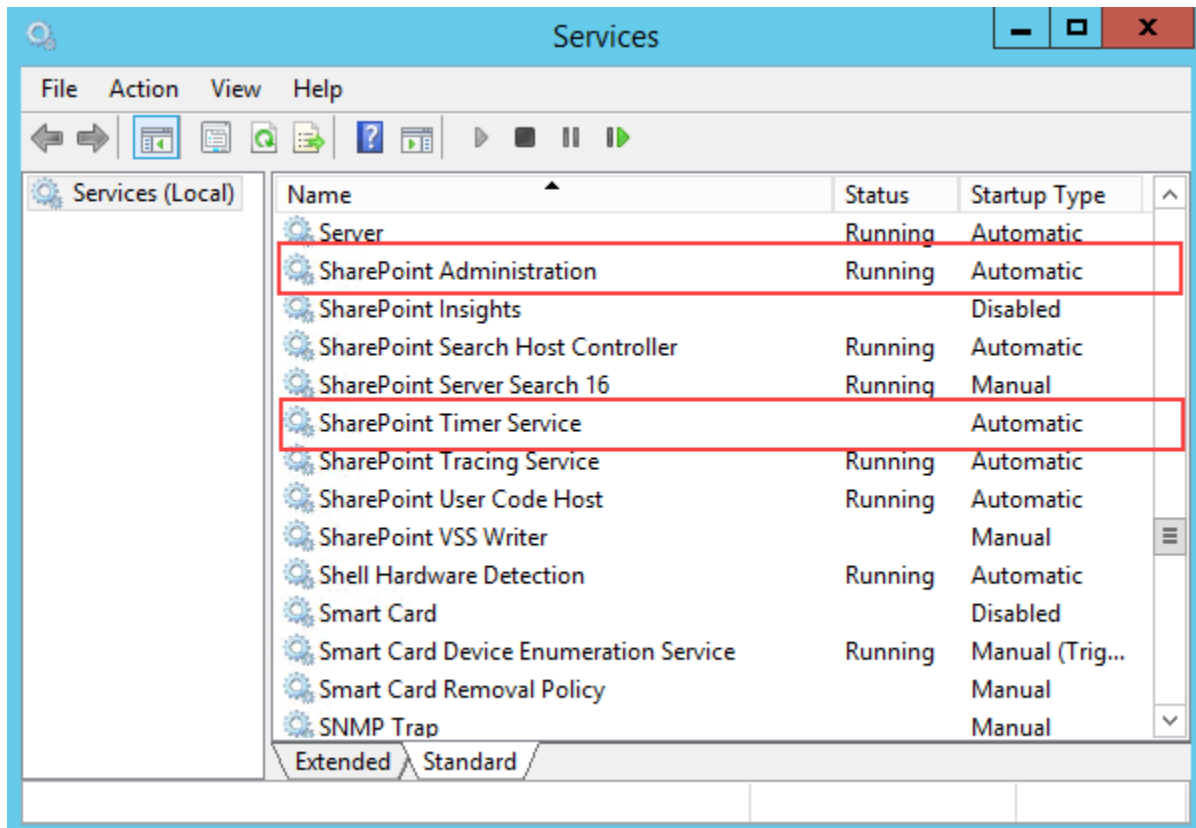 Services
File Action View Help
Services (Local)
Name Status Startup Type
Server Running Automatic
SharePoint Administration Running Automatic
SharePoint Insights Disabled
SharePoint Search Host Controller Running Automatic
SharePoint Server Search 16 Running Manual
SharePoint Timer Service Automatic
SharePoint Tracing Service Running Automatic
SharePoint User Code Host Running Automatic
SharePoint VSS Writer Manual
Shell Hardware Detection Running Automatic
Smart Card Disabled
Smart Card Device Enumeration Service Running Manual (Trig...
Smart Card Removal Policy Manual
SNMP Trap Manual
Extended Standard